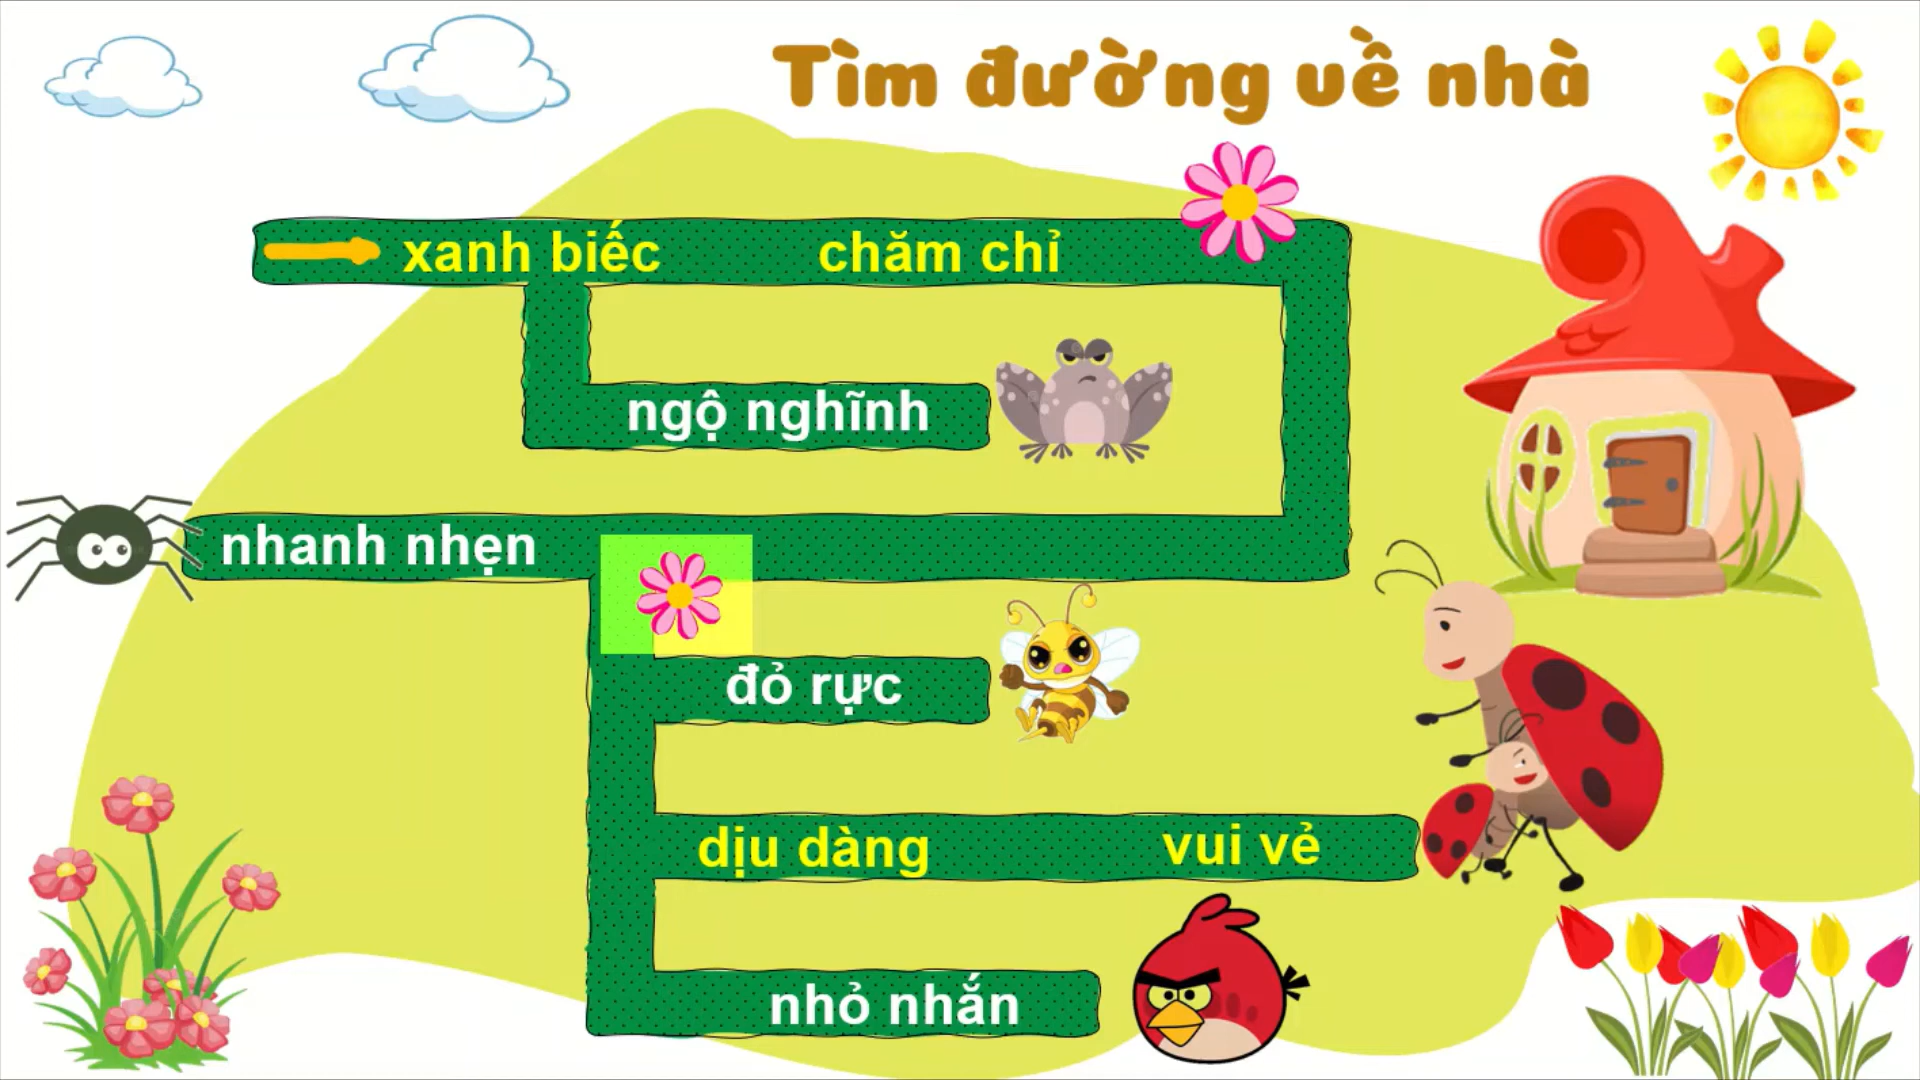 Tìm đường về nhà
xanh biếc chăm chỉ
ngộ nghĩnh
nhanh nhẹn
đỏ rực
dịu dàng vui vẻ
nhỏ nhắn